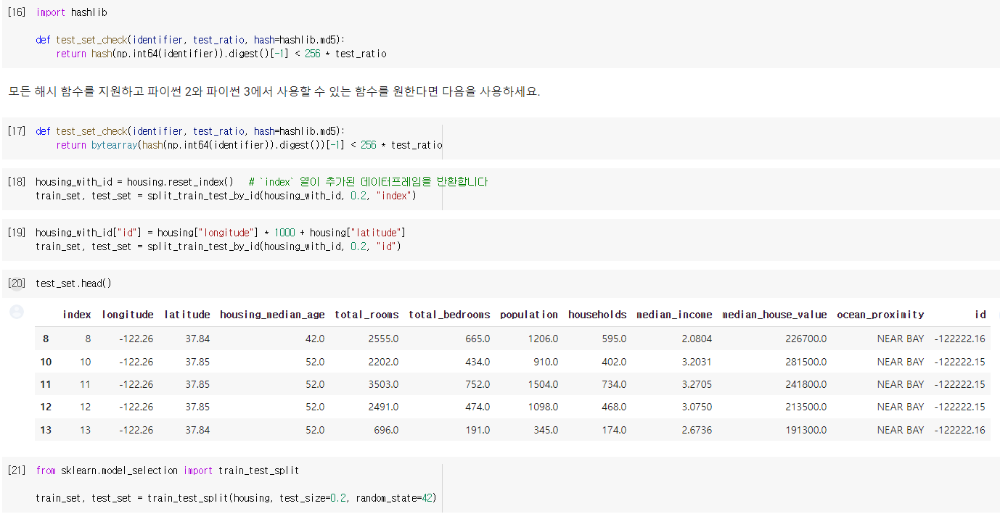 [16] import hashlib
def test_set_check(identifier, test_ratio, hash=hashlib.md5):
return hash(np.int64(identifier)).digest()[-1] < 256 * test_ratio
모든 해시 함수를 지원하고 파이썬 2와 파이썬 3에서 사용할 수 있는 함수를 원한다면 다음을 사용하세요.
[17] def test_set_check(identifier, test_ratio, hash=hashlib.md5):
return bytearray(hash(np.int64(identifier)).digest())[-1] < 256 * test_ratio
[18] housing_with_id = housing.reset_index() # `index` 열이 추가된 데이터프레임을 반환합니다
train_set, test_set = split_train_test_by_id(housing_with_id, 0.2, "index")
[19] housing_with_id["id"] = housing["longitude"] * 1000 + housing["latitude"]
train_set, test_set = split_train_test_by_id(housing_with_id, 0.2, "id")
[20] test_set.head()
index longitude latitude housing_median_age total_rooms total_bedrooms population households median_income median_house_value ocean_proximity id
8 8 -122.26 37.84 42.0 2555.0 665.0 1206.0 595.0 2.0804 226700.0 NEAR BAY -122222.16
10 10 -122.26 37.85 52.0 2202.0 434.0 910.0 402.0 3.2031 281500.0 NEAR BAY -122222.15
11 11 -122.26 37.85 52.0 3503.0 752.0 1504.0 734.0 3.2705 241800.0 NEAR BAY -122222.15
12 12 -122.26 37.85 52.0 2491.0 474.0 1098.0 468.0 3.0750 213500.0 NEAR BAY -122222.15
13 13 -122.26 37.84 52.0 696.0 191.0 345.0 174.0 2.6736 191300.0 NEAR BAY -122222.16
[21] from sklearn.model_selection import train_test_split
train_set, test_set = train_test_split(housing, test_size=0.2, random_state=42)